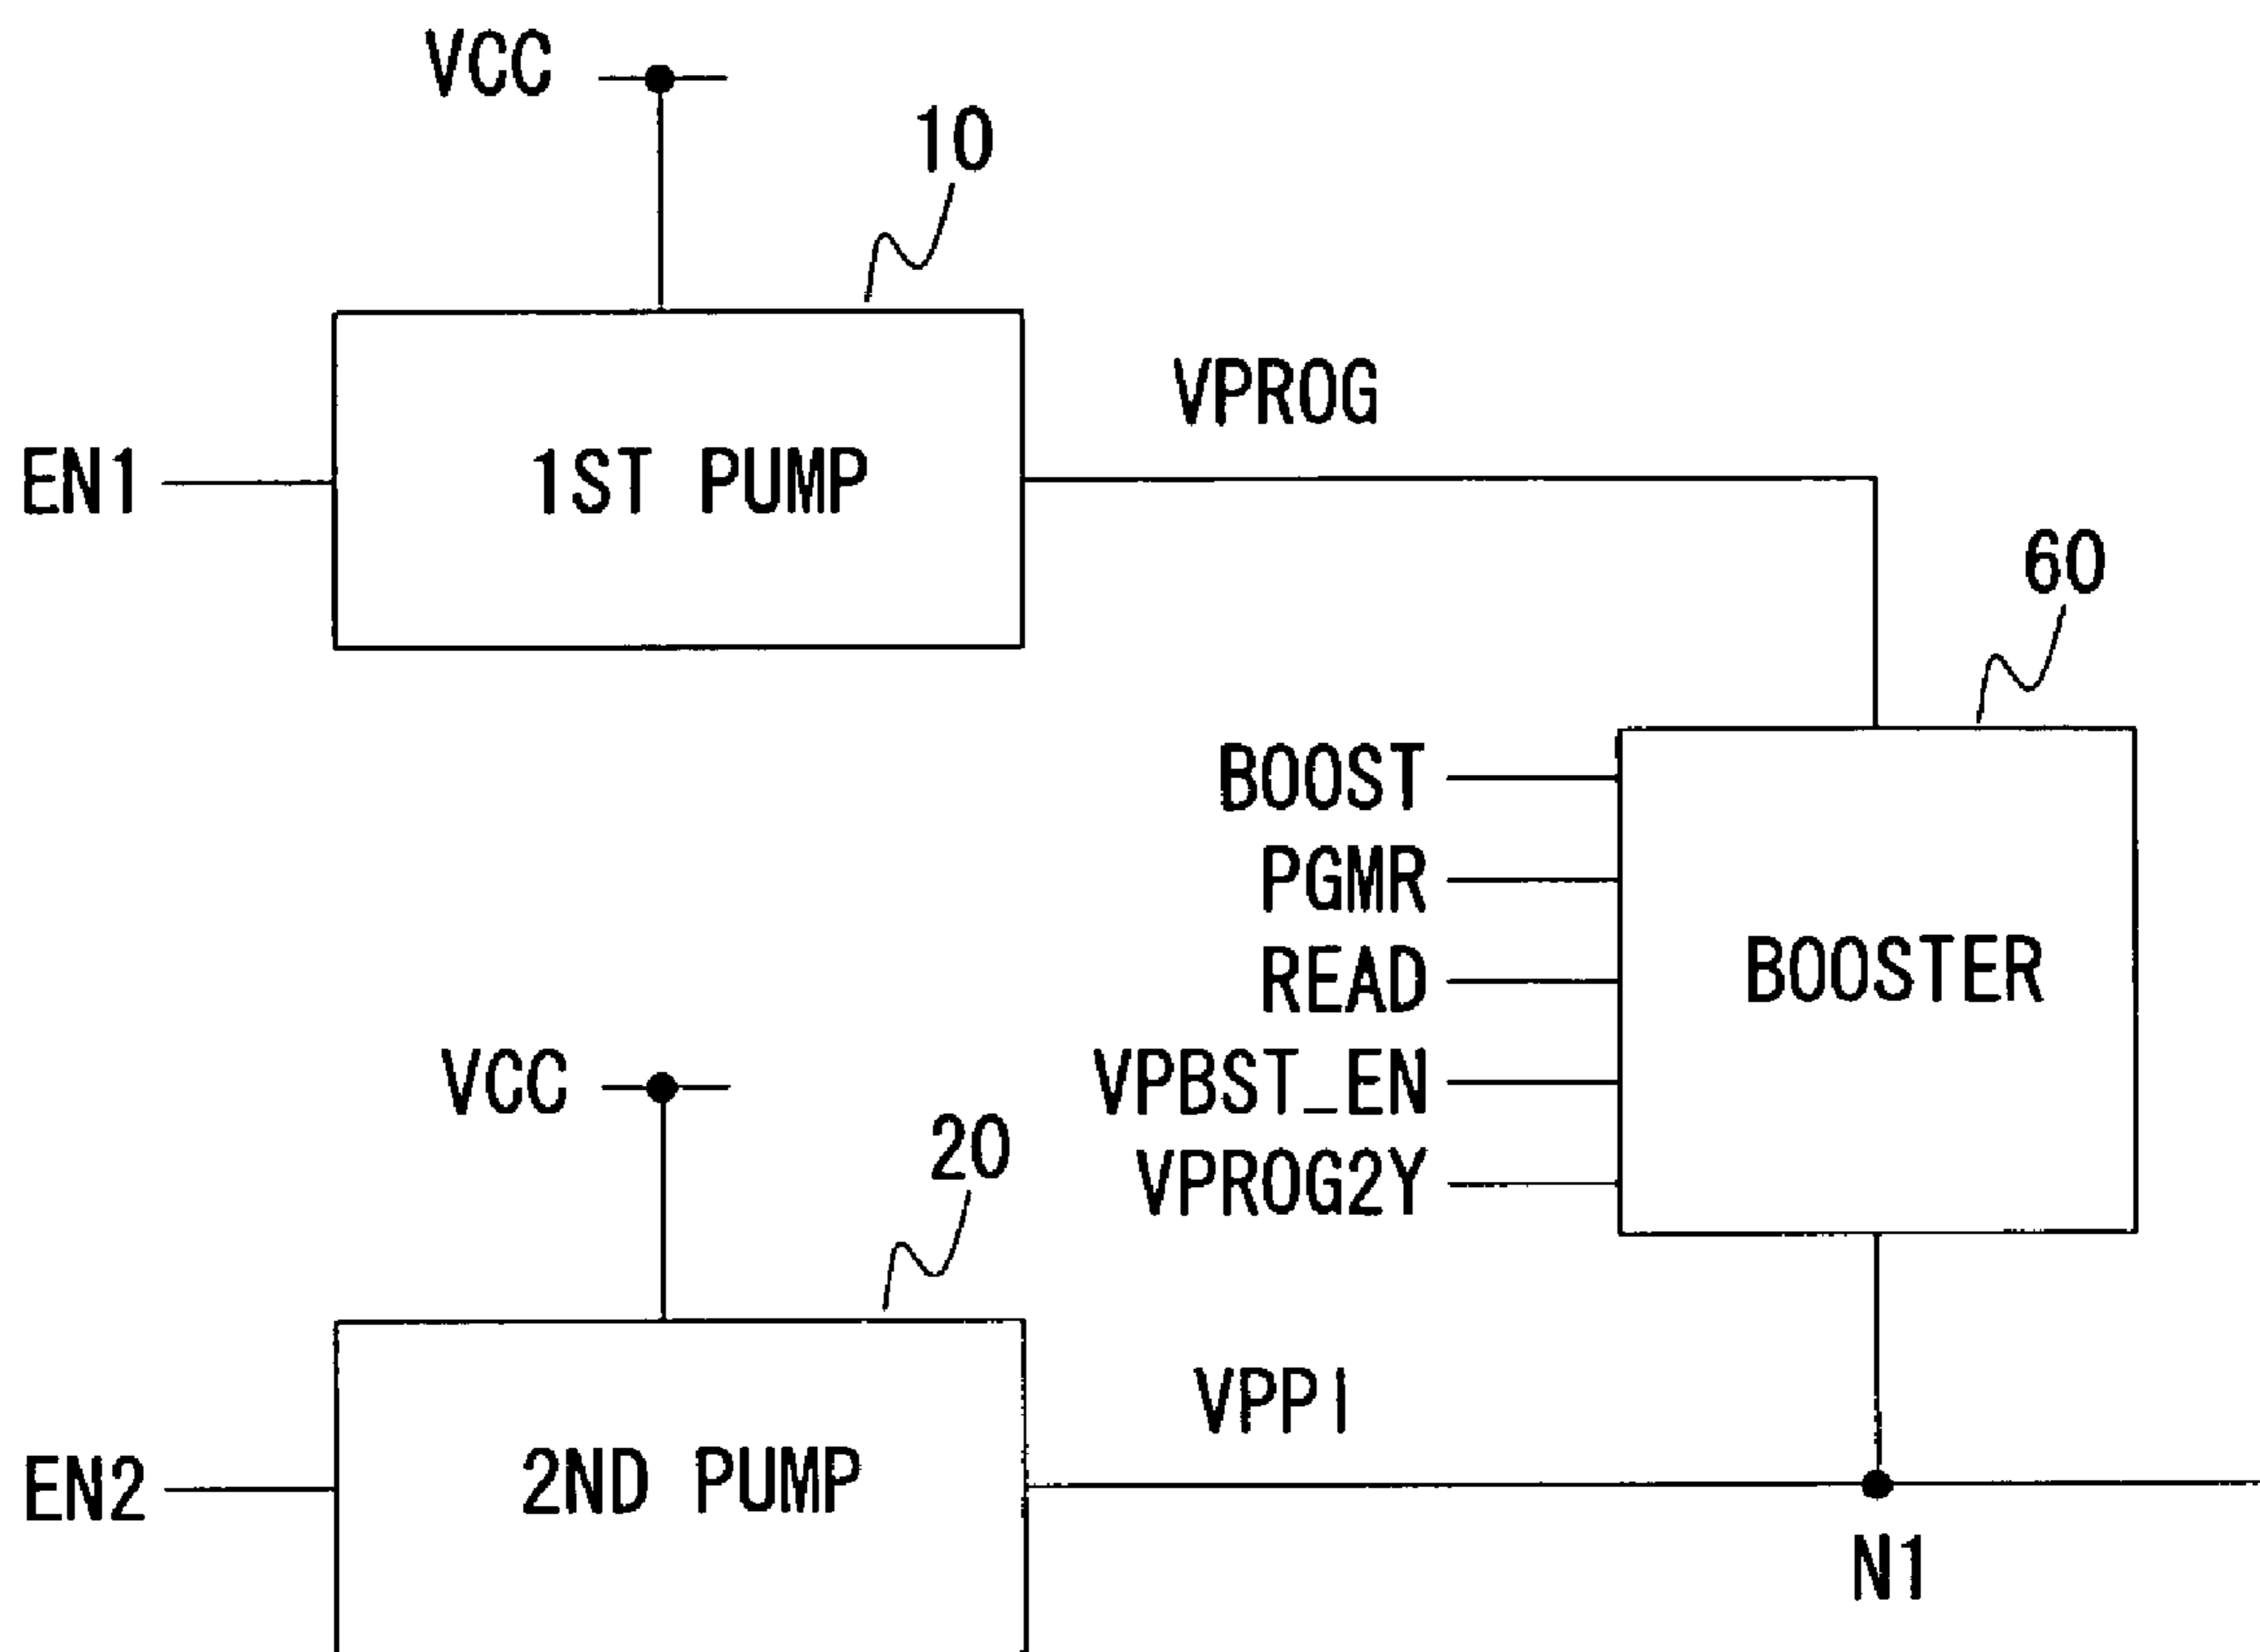 VCC
10
VPROG
EN1
1ST PUMP
60
BOOST
PGMR
READ
BOOSTER
VPBST_EN
VPROG2Y
VCC
20
VPPI
EN2
2ND PUMP
N1